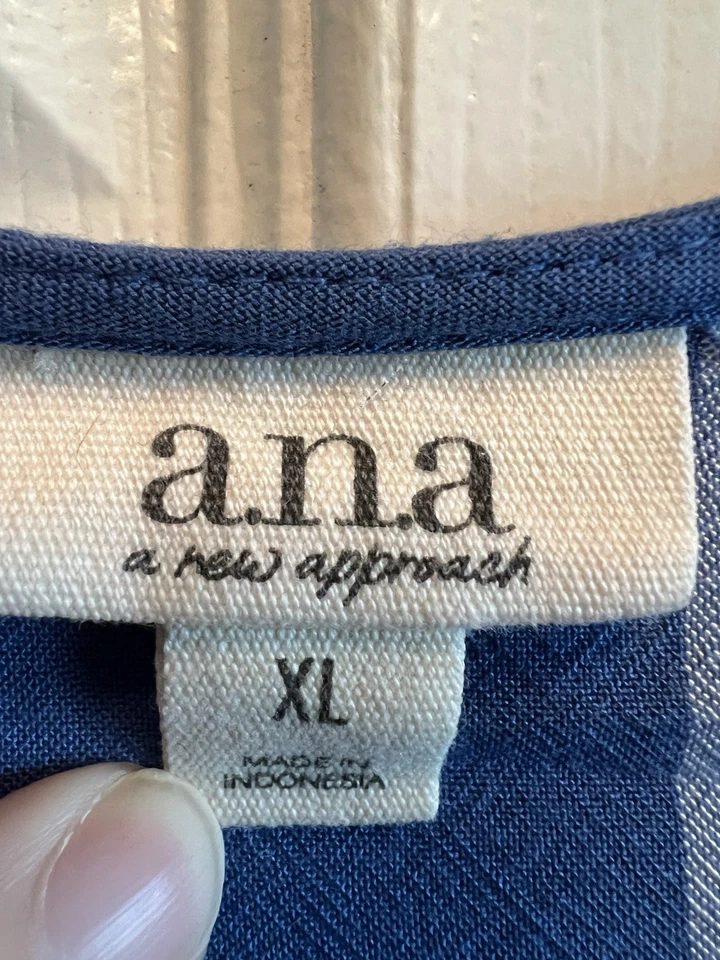 a.n.a
a new approach
XL
MADE IN
INDONESIA